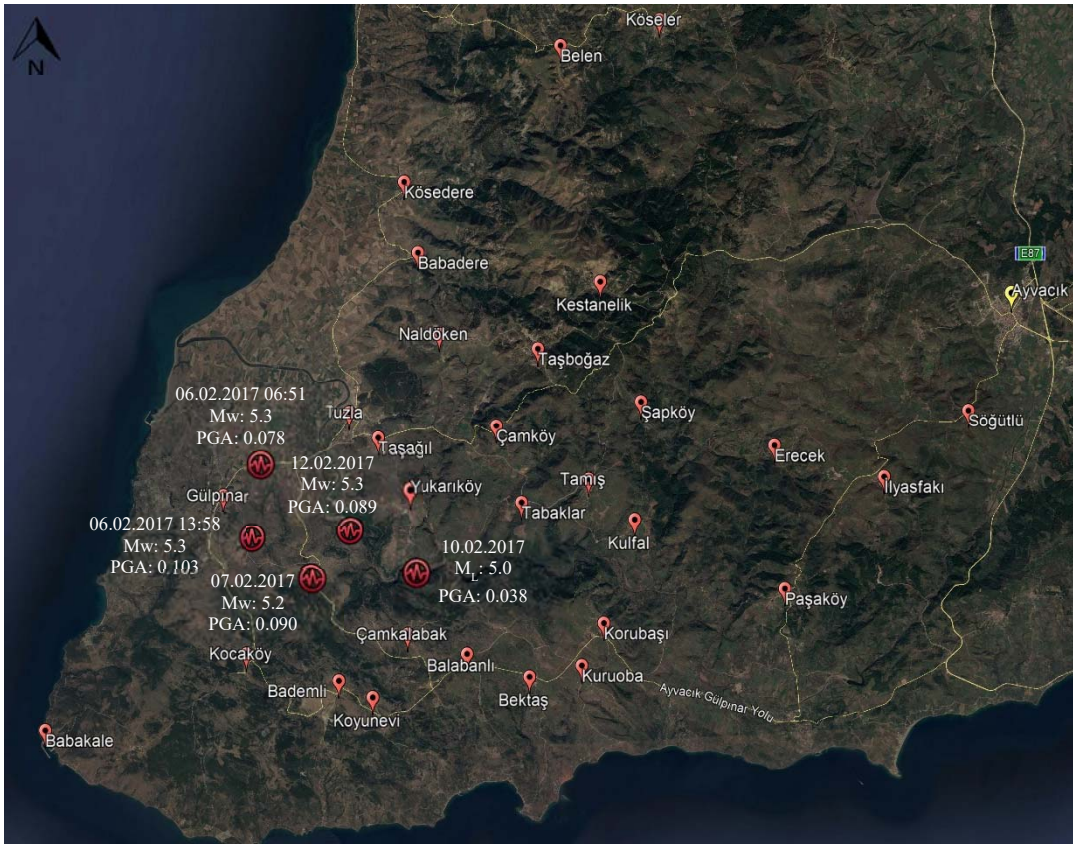 Köseler
Belen
N
Kösedere
E87
Babadere
Ayvacık
Kestanelik
Naldöken
Taşboğaz
06.02.2017 06:51
Mw: 5.3
PGA: 0.078
Tuzla
Şapköy
Söğütlü
Çamköy
Taşağıl
Erecek
12.02.2017
Mw: 5.3
PGA: 0.089
Gülpınar
Yukarıköy
Tamış
İlyasfakı
Tabaklar
06.02.2017 13:58
Mw: 5.3
PGA: 0.103
Kulfal
10.02.2017
ML: 5.0
PGA: 0.038
07.02.2017
Mw: 5.2
PGA: 0.090
Paşaköy
Çamkalabak
Korubaşı
Kocaköy
Balabanlı
Kuruoba
Bademli
Bektaş
Ayvacık Gülpınar Yolu
Koyunevi
Babakale